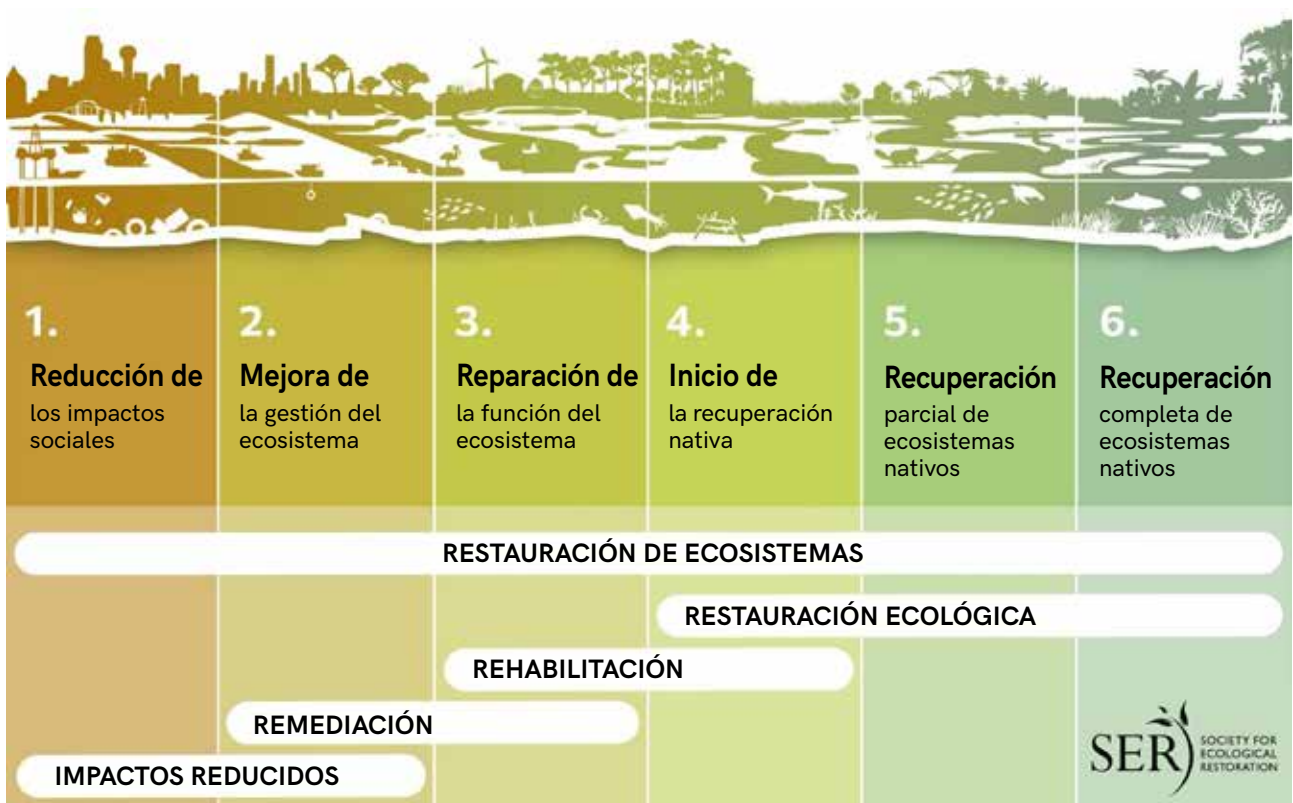 1.
Reducción de
los impactos
sociales
2.
Mejora de
la gestión del
ecosistema
3.
Reparación de
la función del
ecosistema
4.
Inicio de
la recuperación
nativa
5.
Recuperación
parcial de
ecosistemas
nativos
6.
Recuperación
completa de
ecosistemas
nativos
RESTAURACIÓN DE ECOSISTEMAS
RESTAURACIÓN ECOLÓGICA
REHABILITACIÓN
REMEDIACIÓN
IMPACTOS REDUCIDOS
SER
SOCIETY FOR
ECOLOGICAL
RESTORATION